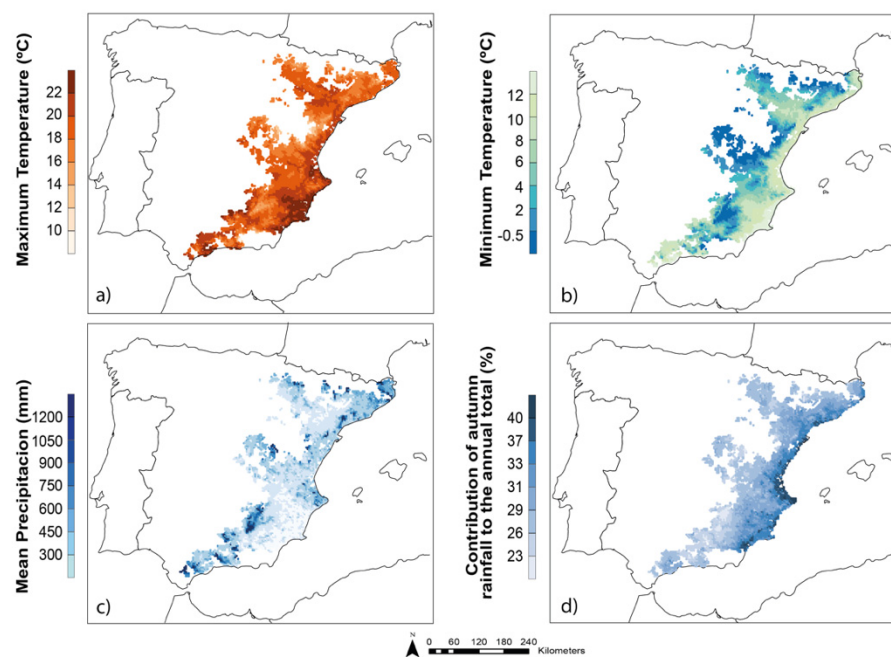 Maximum Temperature (ºC)
22
20
18
16
14
12
10
a)
Minimum Temperature (ºC)
12
10
8
6
4
2
-0.5
b)
Mean Precipitacion (mm)
1200
1050
900
750
600
450
300
c)
Contribution of autumn
rainfall to the annual total (%)
40
37
33
31
29
26
23
d)
N
0 60 120 180 240
Kilometers